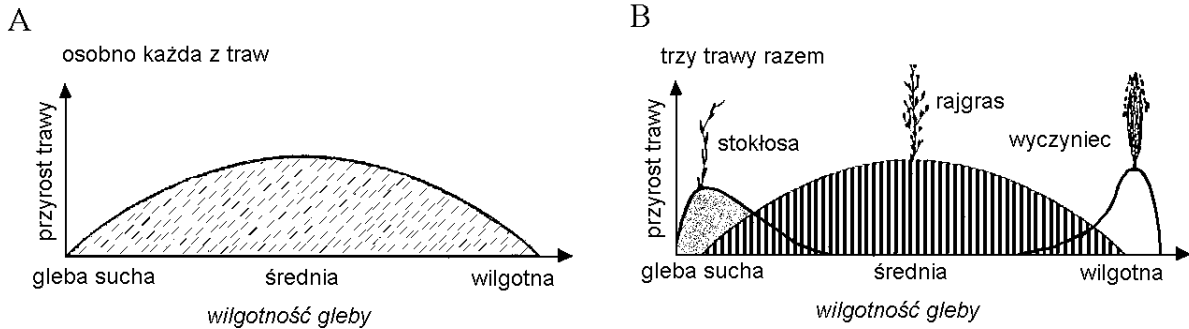 A
osobno każda z traw
przyrost trawy
gleba sucha
średnia
wilgotna
wilgotność gleby
B
trzy trawy razem
przyrost trawy
stokłosa
rajgras
wyczyniec
gleba sucha
średnia
wilgotna
wilgotność gleby